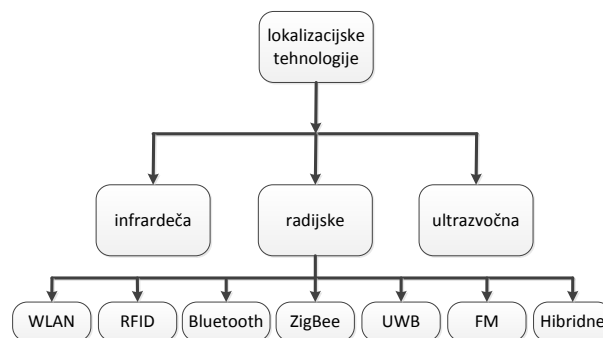 lokalizacijske
tehnologije
infrardeča
radijske
ultrazvočna
WLAN
RFID
Bluetooth
ZigBee
UWB
FM
Hibridne